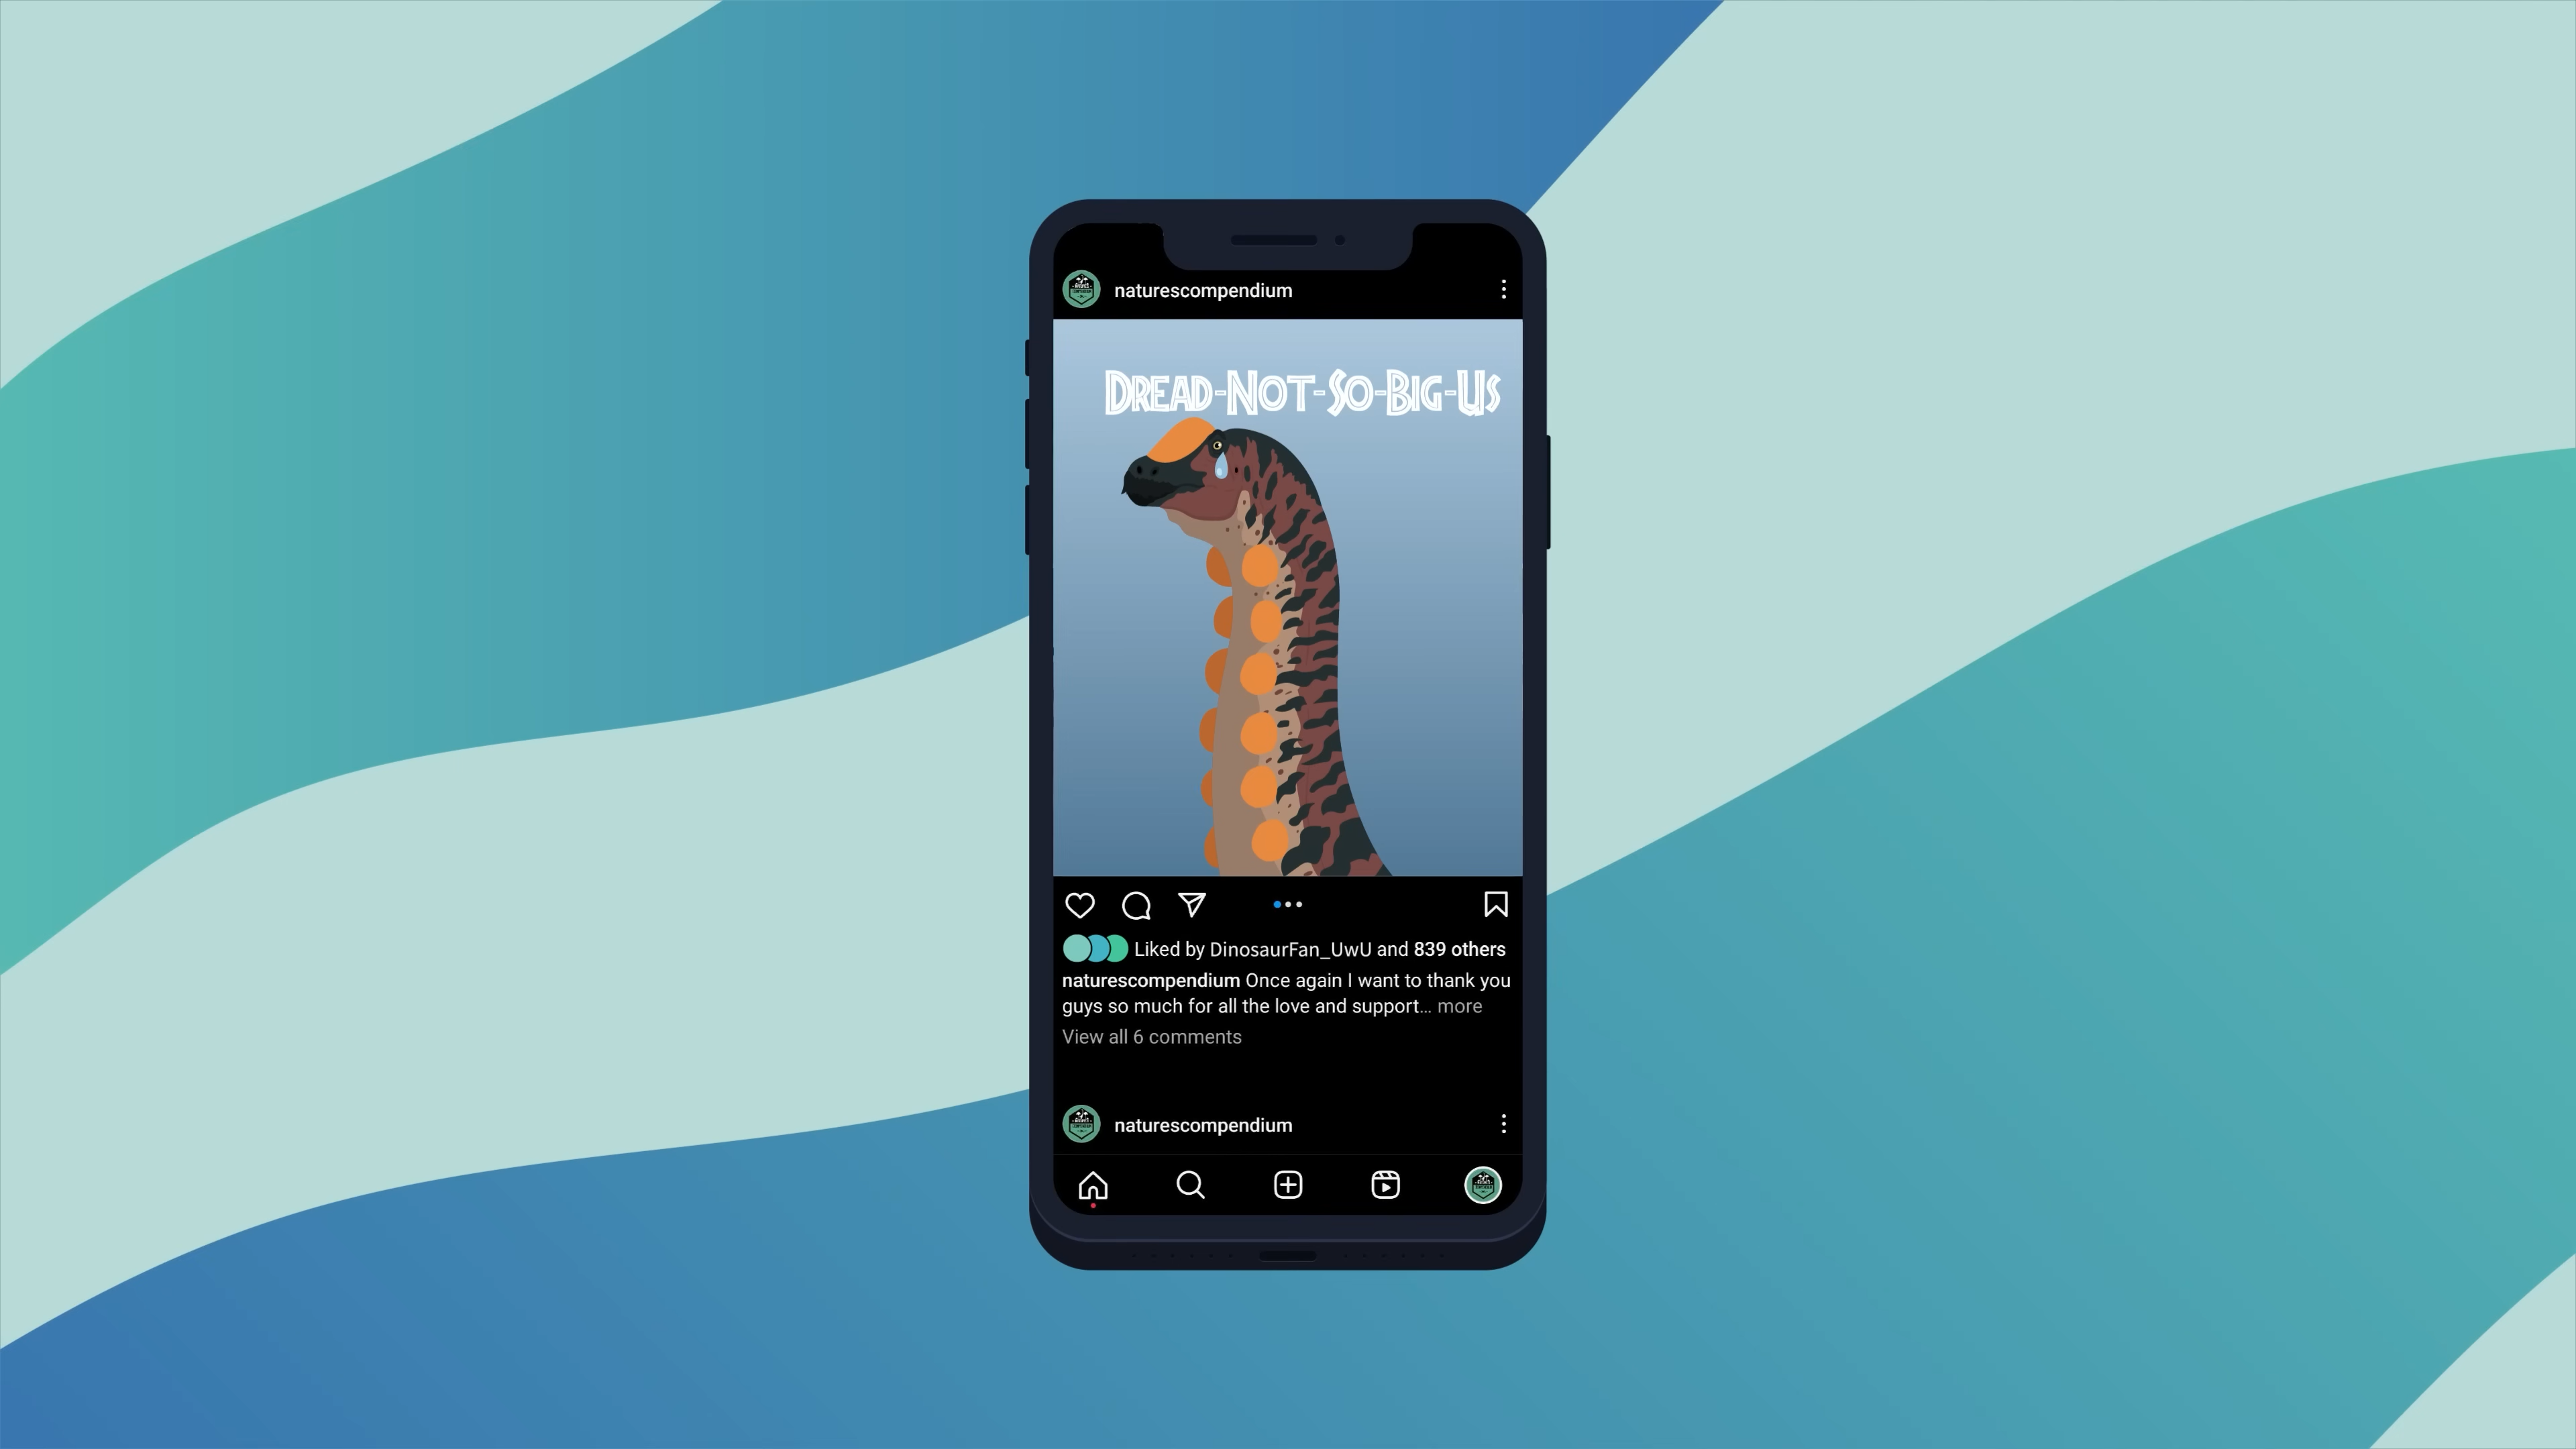 naturescompendium
Dread-Not-So-Big-Us
Liked by DinosaurFan_UwU and 839 others
naturescompendium Once again I want to thank you
guys so much for all the love and support... more
View all 6 comments
naturescompendium